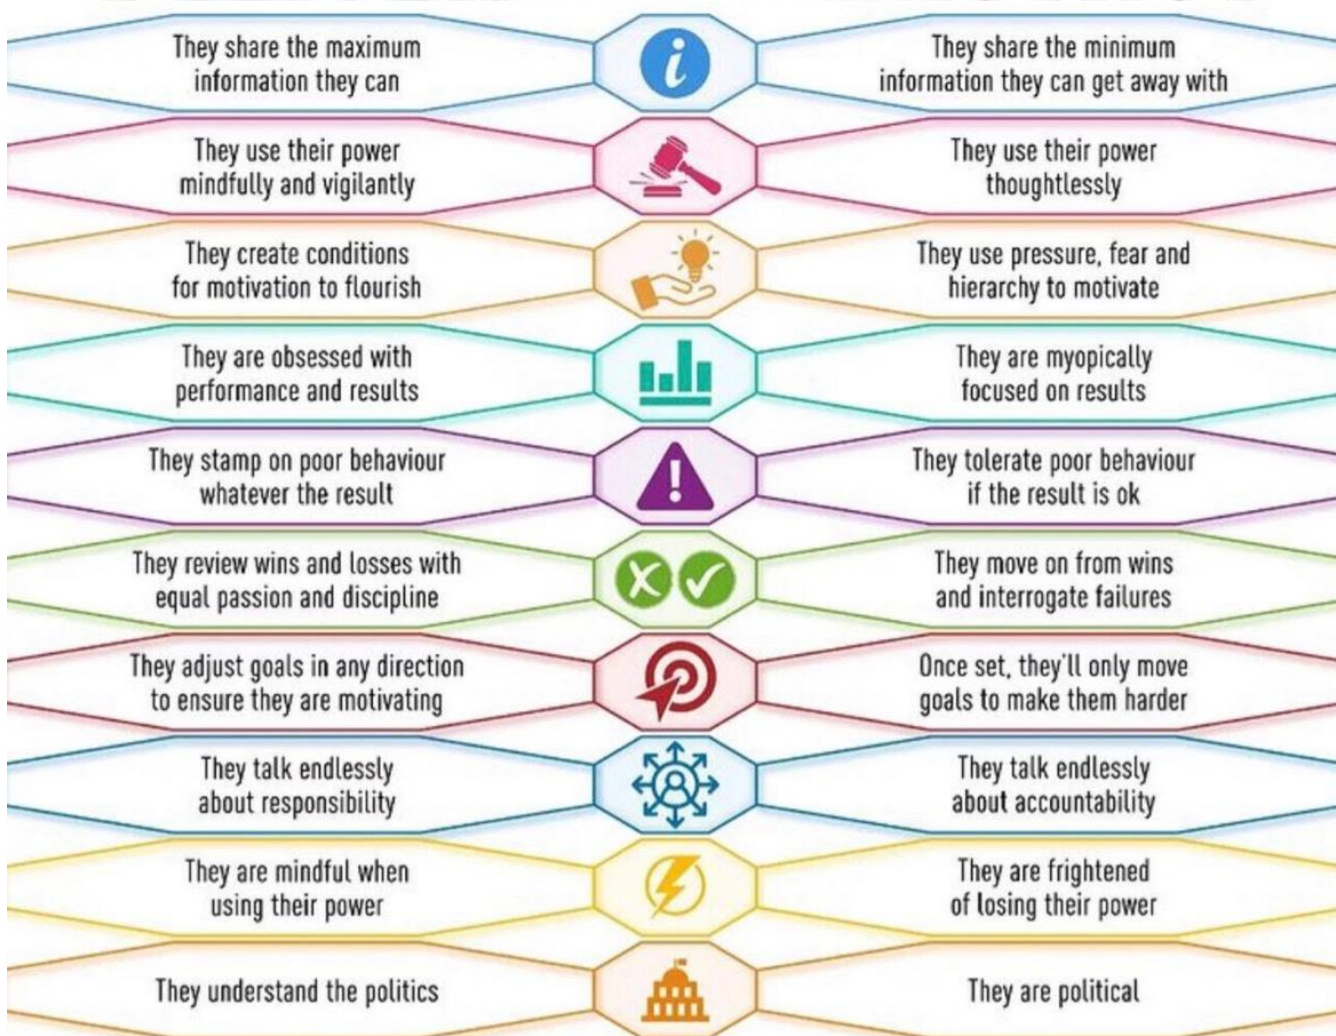 They share the maximum
information they can
They share the minimum
information they can get away with
They use their power
mindfully and vigilantly
They use their power
thoughtlessly
They create conditions
for motivation to flourish
They use pressure, fear and
hierarchy to motivate
They are obsessed with
performance and results
They are myopically
focused on results
They stamp on poor behaviour
whatever the result
They tolerate poor behaviour
if the result is ok
They review wins and losses with
equal passion and discipline
They move on from wins
and interrogate failures
They adjust goals in any direction
to ensure they are motivating
Once set, they'll only move
goals to make them harder
They talk endlessly
about responsibility
They talk endlessly
about accountability
They are mindful when
using their power
They are frightened
of losing their power
They understand the politics
They are political